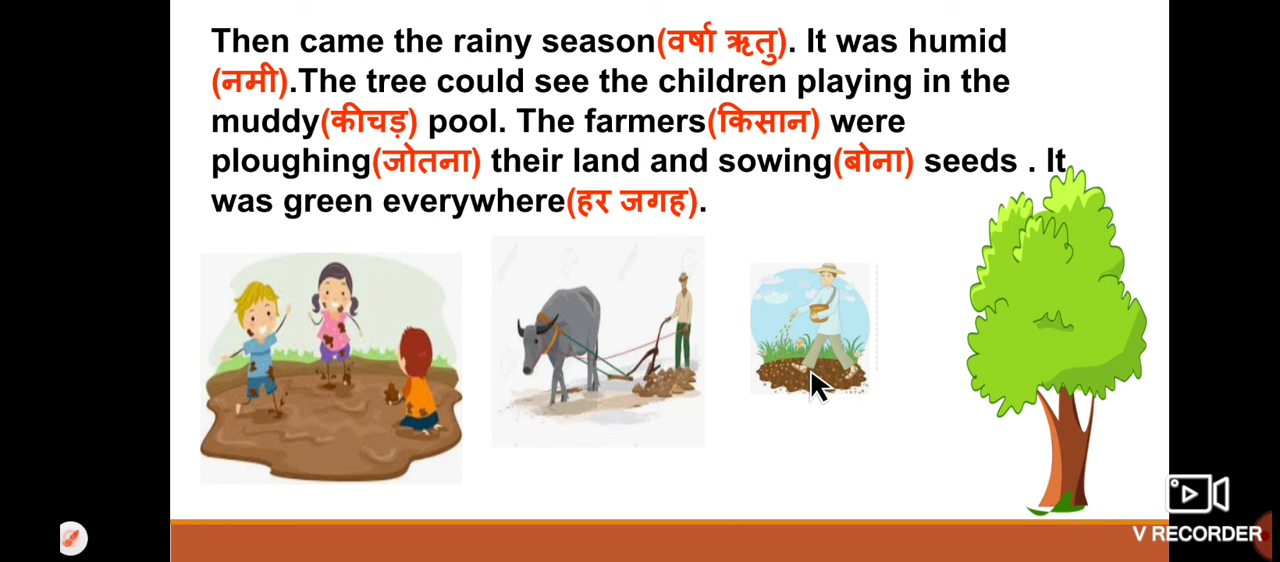 Then came the rainy season(वर्षा ऋतु). It was humid
(नमी).The tree could see the children playing in the
muddy(कीचड़) pool. The farmers(किसान) were
ploughing(जोतना) their land and sowing(बोना) seeds . It
was green everywhere(हर जगह).
V RECORDER